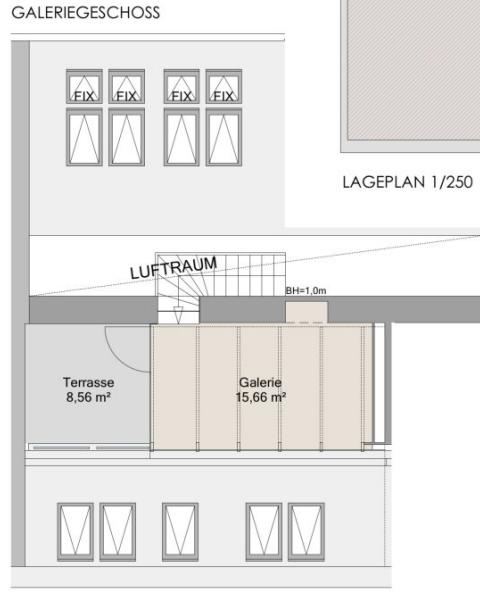 GALERIEGESCHOSS
FIX FIX FIX FIX
LAGEPLAN 1/250
LUFTRAUM
BH=1,0m
Terrasse
8,56 m²
Galerie
15,66 m²